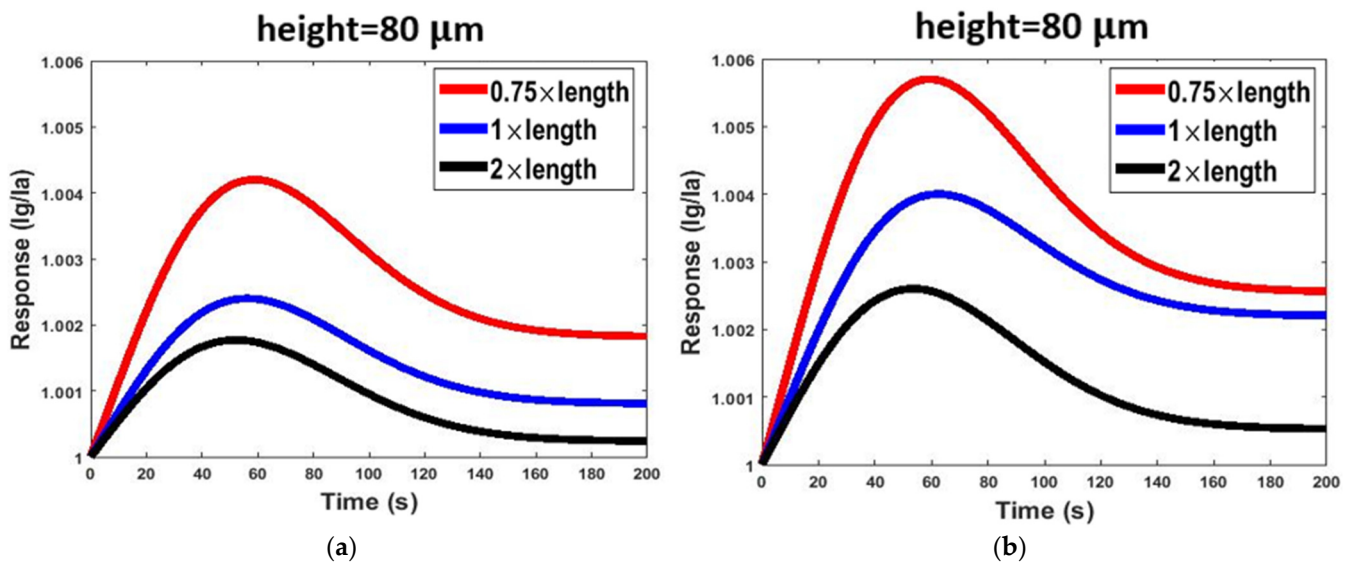 height=80 μm
1.006
1.005
1.004
1.003
1.002
1.001
1
Response (Ig/Ia)
0.75×length
1×length
2×length
0 20 40 60 80 100 120 140 160 180 200
Time (s)
(a)
height=80 μm
1.006
1.005
1.004
1.003
1.002
1.001
1
Response (Ig/Ia)
0.75×length
1×length
2×length
0 20 40 60 80 100 120 140 160 180 200
Time (s)
(b)